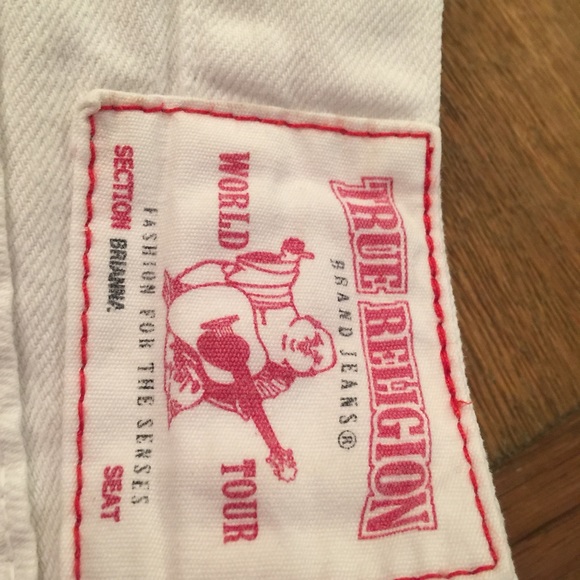 TRUE RELIGION
BRAND JEANS®
WORLD TOUR
FASHION FOR THE SENSES
SECTION BRIANNA SEAT